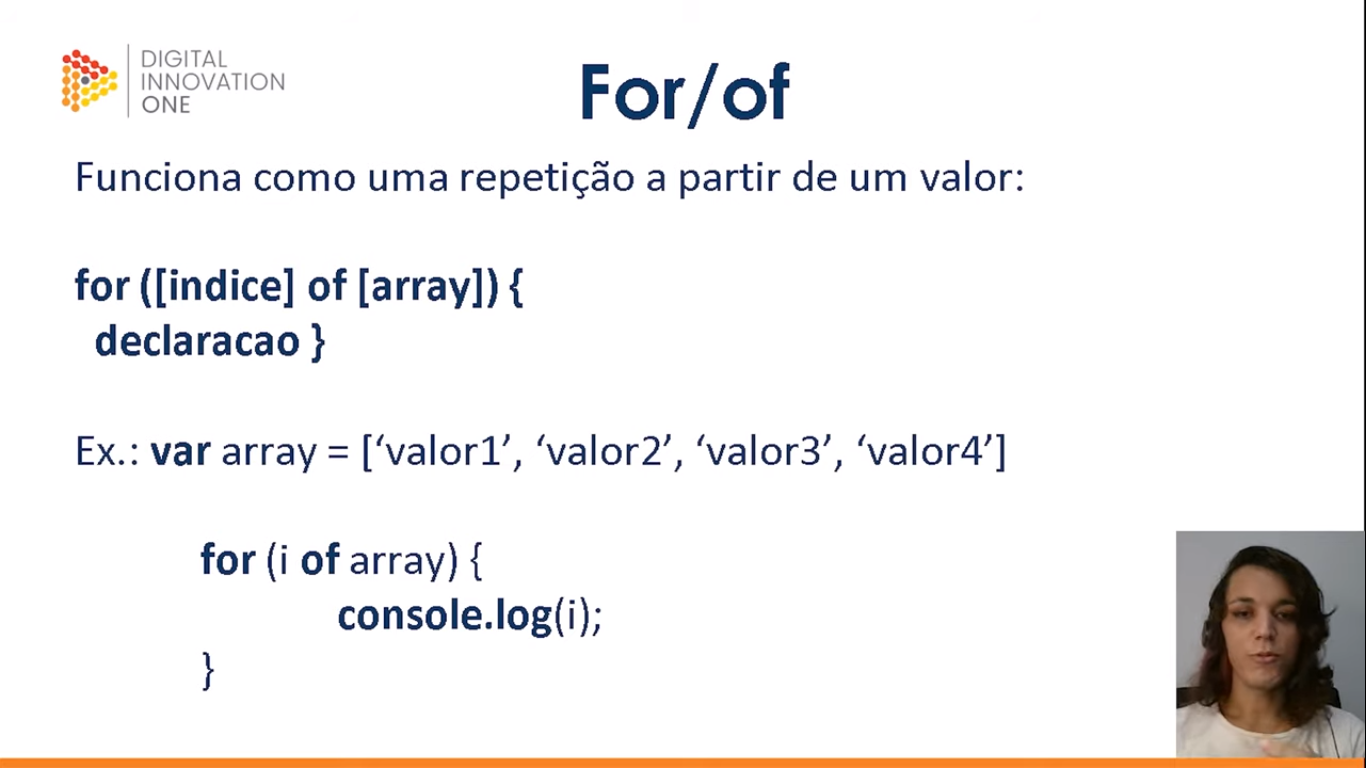 DIGITAL
INNOVATION
ONE
For/of
Funciona como uma repetição a partir de um valor:
for ([indice] of [array]) {
declaracao }
Ex.: var array = [‘valor1’, ‘valor2’, ‘valor3’, ‘valor4’]
for (i of array) {
console.log(i);
}